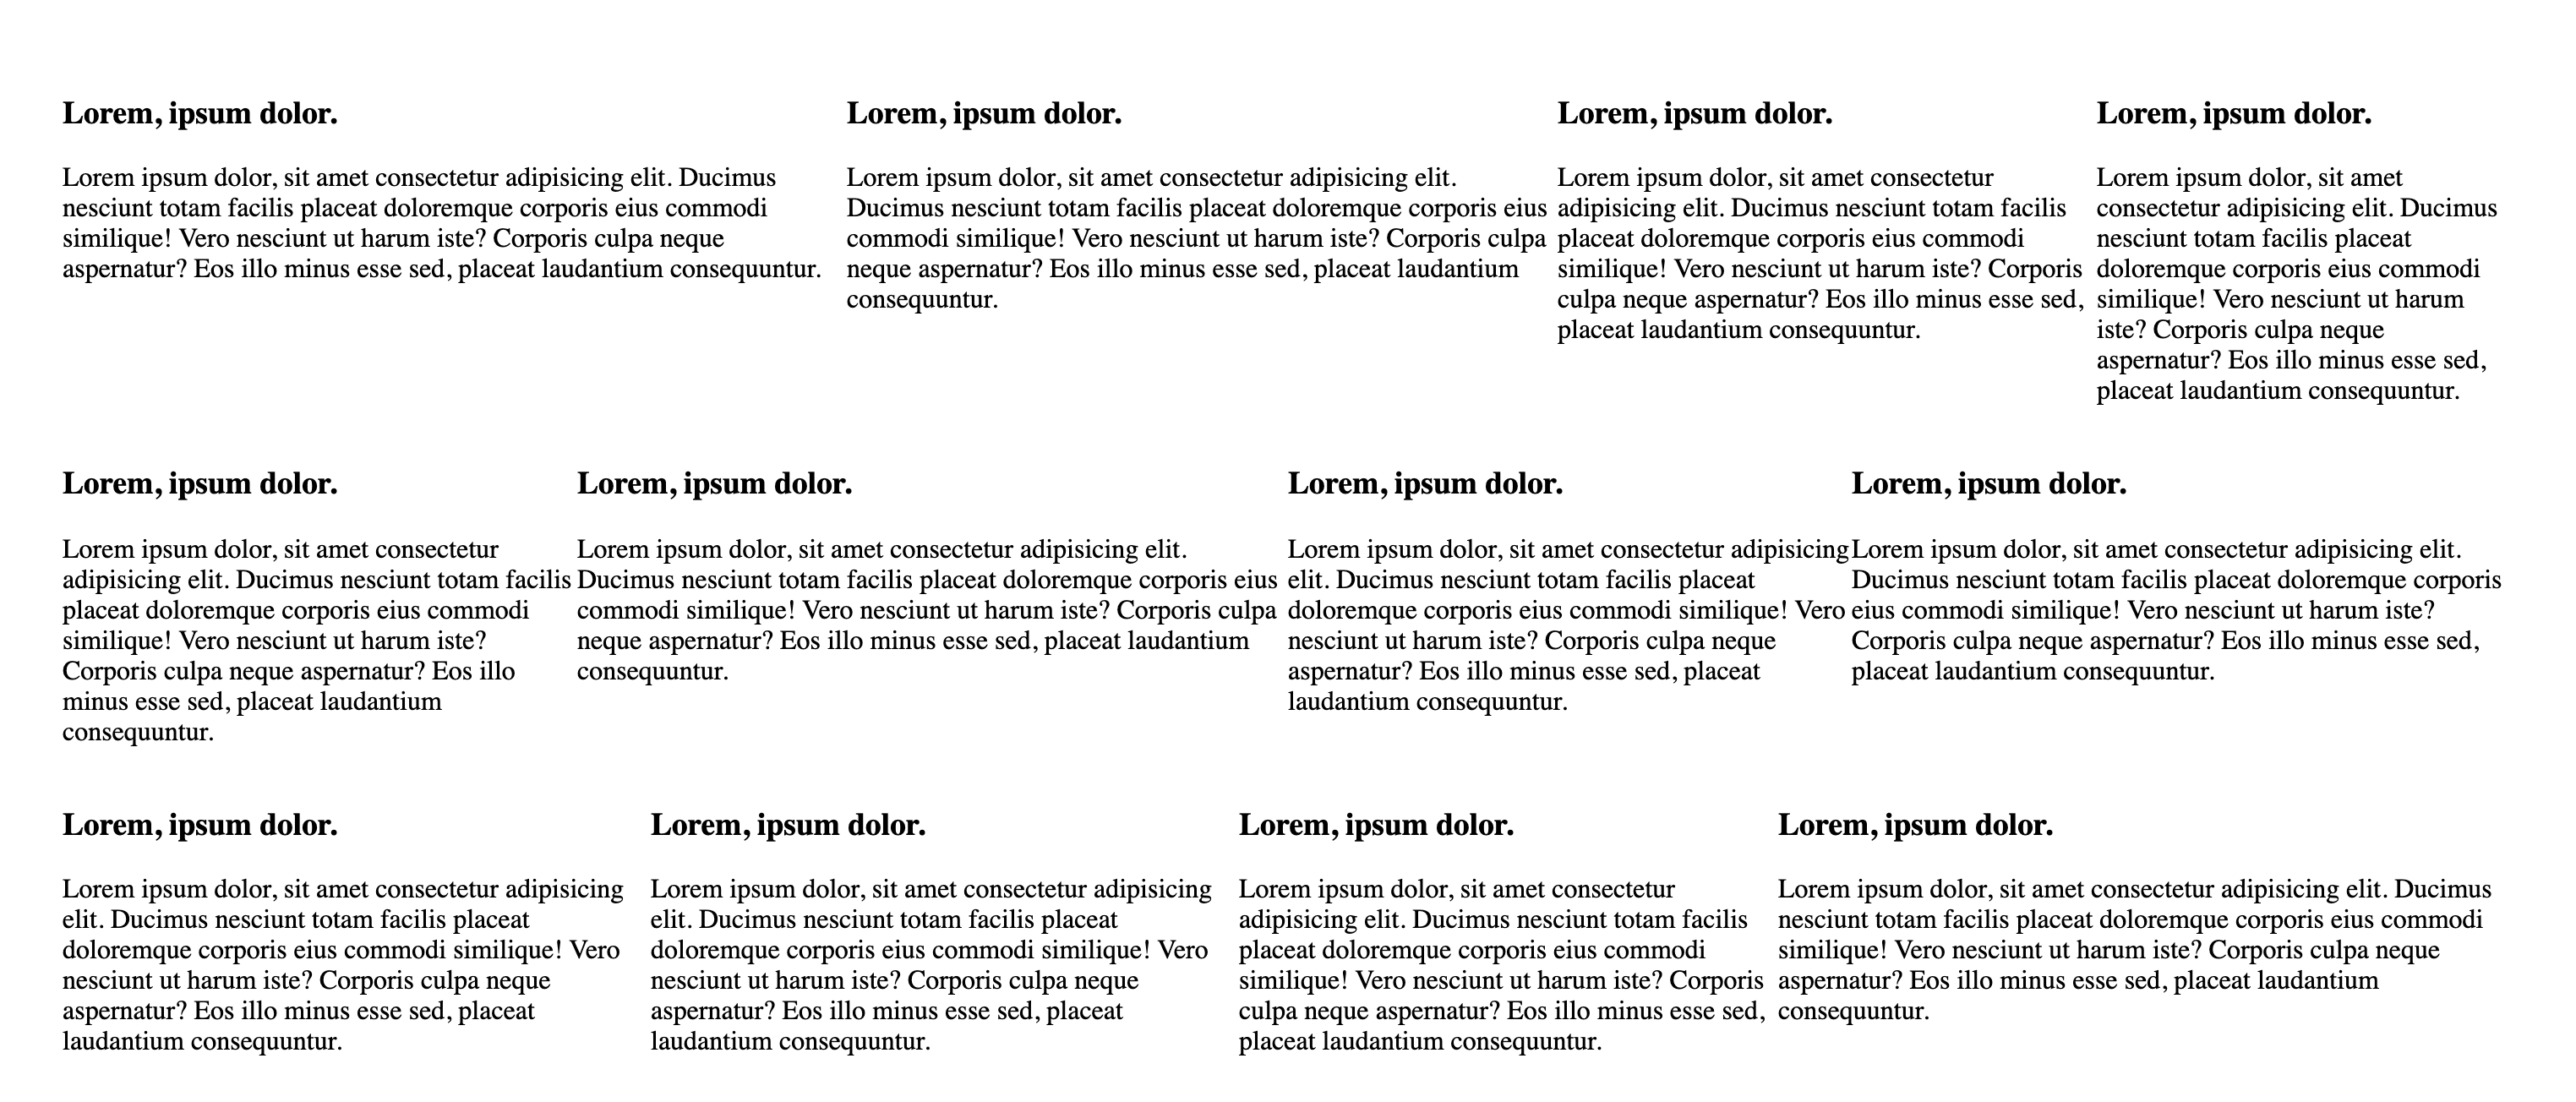 Lorem, ipsum dolor.
Lorem ipsum dolor, sit amet consectetur adipisicing elit. Ducimus
nesciunt totam facilis placeat doloremque corporis eius commodi
similique! Vero nesciunt ut harum iste? Corporis culpa neque
aspernatur? Eos illo minus esse sed, placeat laudantium consequuntur.
Lorem, ipsum dolor.
Lorem ipsum dolor, sit amet consectetur adipisicing elit.
Ducimus nesciunt totam facilis placeat doloremque corporis eius
commodi similique! Vero nesciunt ut harum iste? Corporis culpa
neque aspernatur? Eos illo minus esse sed, placeat laudantium
consequuntur.
Lorem, ipsum dolor.
Lorem ipsum dolor, sit amet consectetur
adipisicing elit. Ducimus nesciunt totam facilis
placeat doloremque corporis eius commodi
similique! Vero nesciunt ut harum iste? Corporis
culpa neque aspernatur? Eos illo minus esse sed,
placeat laudantium consequuntur.
Lorem, ipsum dolor.
Lorem ipsum dolor, sit amet
consectetur adipisicing elit. Ducimus
nesciunt totam facilis placeat
doloremque corporis eius commodi
similique! Vero nesciunt ut harum
iste? Corporis culpa neque
aspernatur? Eos illo minus esse sed,
placeat laudantium consequuntur.
Lorem, ipsum dolor.
Lorem ipsum dolor, sit amet consectetur
adipisicing elit. Ducimus nesciunt totam facilis
placeat doloremque corporis eius commodi
similique! Vero nesciunt ut harum iste?
Corporis culpa neque aspernatur? Eos illo
minus esse sed, placeat laudantium
consequuntur.
Lorem, ipsum dolor.
Lorem ipsum dolor, sit amet consectetur adipisicing elit.
Ducimus nesciunt totam facilis placeat doloremque corporis eius
commodi similique! Vero nesciunt ut harum iste? Corporis culpa
neque aspernatur? Eos illo minus esse sed, placeat laudantium
consequuntur.
Lorem, ipsum dolor.
Lorem ipsum dolor, sit amet consectetur adipisicing
elit. Ducimus nesciunt totam facilis placeat
doloremque corporis eius commodi similique! Vero
nesciunt ut harum iste? Corporis culpa neque
aspernatur? Eos illo minus esse sed, placeat
laudantium consequuntur.
Lorem, ipsum dolor.
Lorem ipsum dolor, sit amet consectetur adipisicing elit.
Ducimus nesciunt totam facilis placeat doloremque corporis
eius commodi similique! Vero nesciunt ut harum iste?
Corporis culpa neque aspernatur? Eos illo minus esse sed,
placeat laudantium consequuntur.
Lorem, ipsum dolor.
Lorem ipsum dolor, sit amet consectetur adipisicing
elit. Ducimus nesciunt totam facilis placeat
doloremque corporis eius commodi similique! Vero
nesciunt ut harum iste? Corporis culpa neque
aspernatur? Eos illo minus esse sed, placeat
laudantium consequuntur.
Lorem, ipsum dolor.
Lorem ipsum dolor, sit amet consectetur adipisicing
elit. Ducimus nesciunt totam facilis placeat
doloremque corporis eius commodi similique! Vero
nesciunt ut harum iste? Corporis culpa neque
aspernatur? Eos illo minus esse sed, placeat
laudantium consequuntur.
Lorem, ipsum dolor.
Lorem ipsum dolor, sit amet consectetur
adipisicing elit. Ducimus nesciunt totam facilis
placeat doloremque corporis eius commodi
similique! Vero nesciunt ut harum iste? Corporis
culpa neque aspernatur? Eos illo minus esse sed,
placeat laudantium consequuntur.
Lorem, ipsum dolor.
Lorem ipsum dolor, sit amet consectetur adipisicing elit. Ducimus
nesciunt totam facilis placeat doloremque corporis eius commodi
similique! Vero nesciunt ut harum iste? Corporis culpa neque
aspernatur? Eos illo minus esse sed, placeat laudantium
consequuntur.